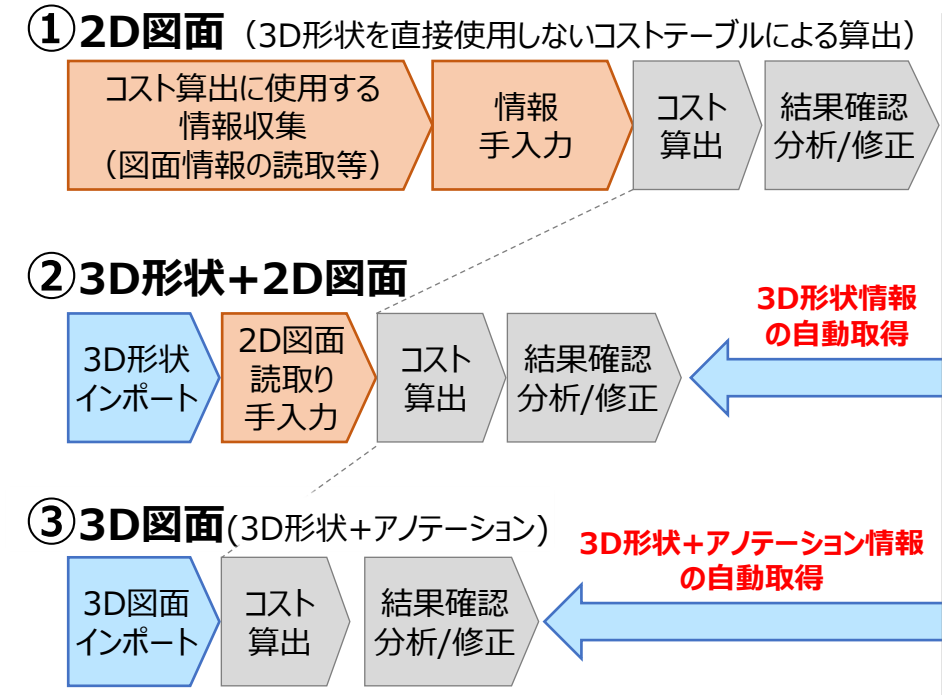 ①2D図面（3D形状を直接使用しないコストテーブルによる算出）
コスト算出に使用する
情報収集
（図面情報の読取等）
情報
手入力
コスト
算出
結果確認
分析/修正
②3D形状+2D図面
3D形状
インポート
2D図面
読取り
手入力
コスト
算出
結果確認
分析/修正
3D形状情報
の自動取得
③3D図面(3D形状+アノテーション)
3D図面
インポート
コスト
算出
結果確認
分析/修正
3D形状+アノテーション情報
の自動取得